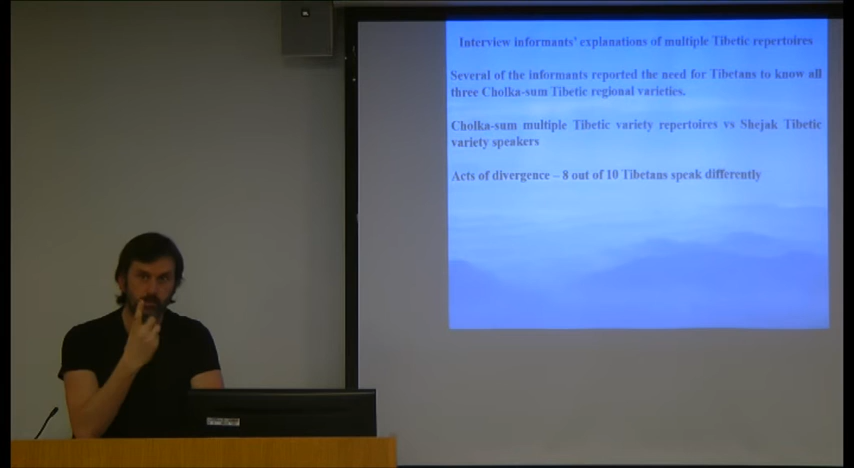 Interview informants' explanations of multiple Tibetic repertoires
Several of the informants reported the need for Tibetans to know all
three Cholka-sum Tibetic regional varieties.
Cholka-sum multiple Tibetic variety repertoires vs Shejak Tibetic
variety speakers
Acts of divergence – 8 out of 10 Tibetans speak differently